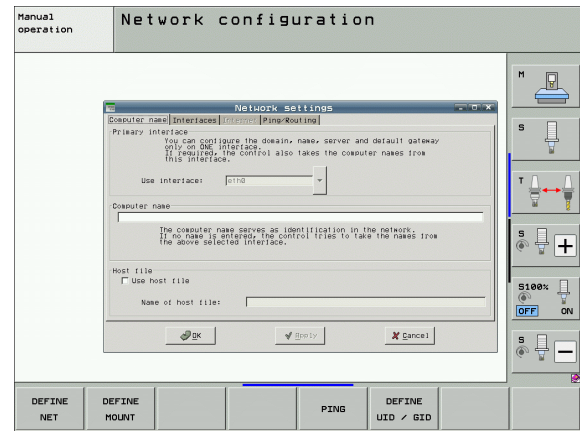 Manual
operation
Network configuration
Network settings
Computer name
Interfaces
Internet
Ping/Routing
Primary interface
You can configure the domain, name, server and default gateway
only on ONE interface.
If required, the control also takes the computer names from
this interface.
Use interface:
eth0
Computer name
The computer name serves as identification in the network.
If no name is entered, the control tries to take the names from
the above selected interface.
Host file
Use host file
Name of host file:
OK
Apply
Cancel
M
S
T
S
+
S100%
OFF
ON
S
−
DEFINE
NET
DEFINE
MOUNT
PING
DEFINE
UID / GID